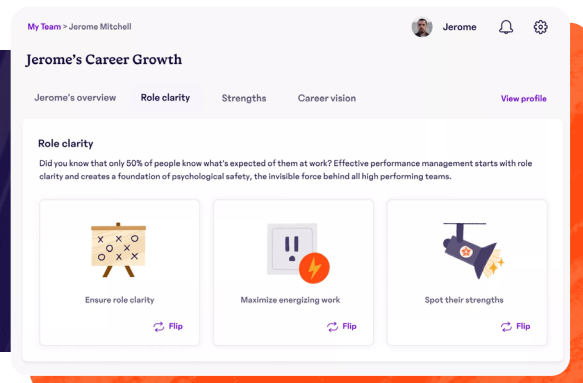 My Team > Jerome Mitchell
Jerome
Jerome's Career Growth
Jerome's overview
Role clarity
Strengths
Career vision
View profile
Role clarity
Did you know that only 50% of people know what's expected of them at work? Effective performance management starts with role
clarity and creates a foundation of psychological safety, the invisible force behind all high performing teams.
Ensure role clarity
Maximize energizing work
Spot their strengths
Flip
Flip
Flip